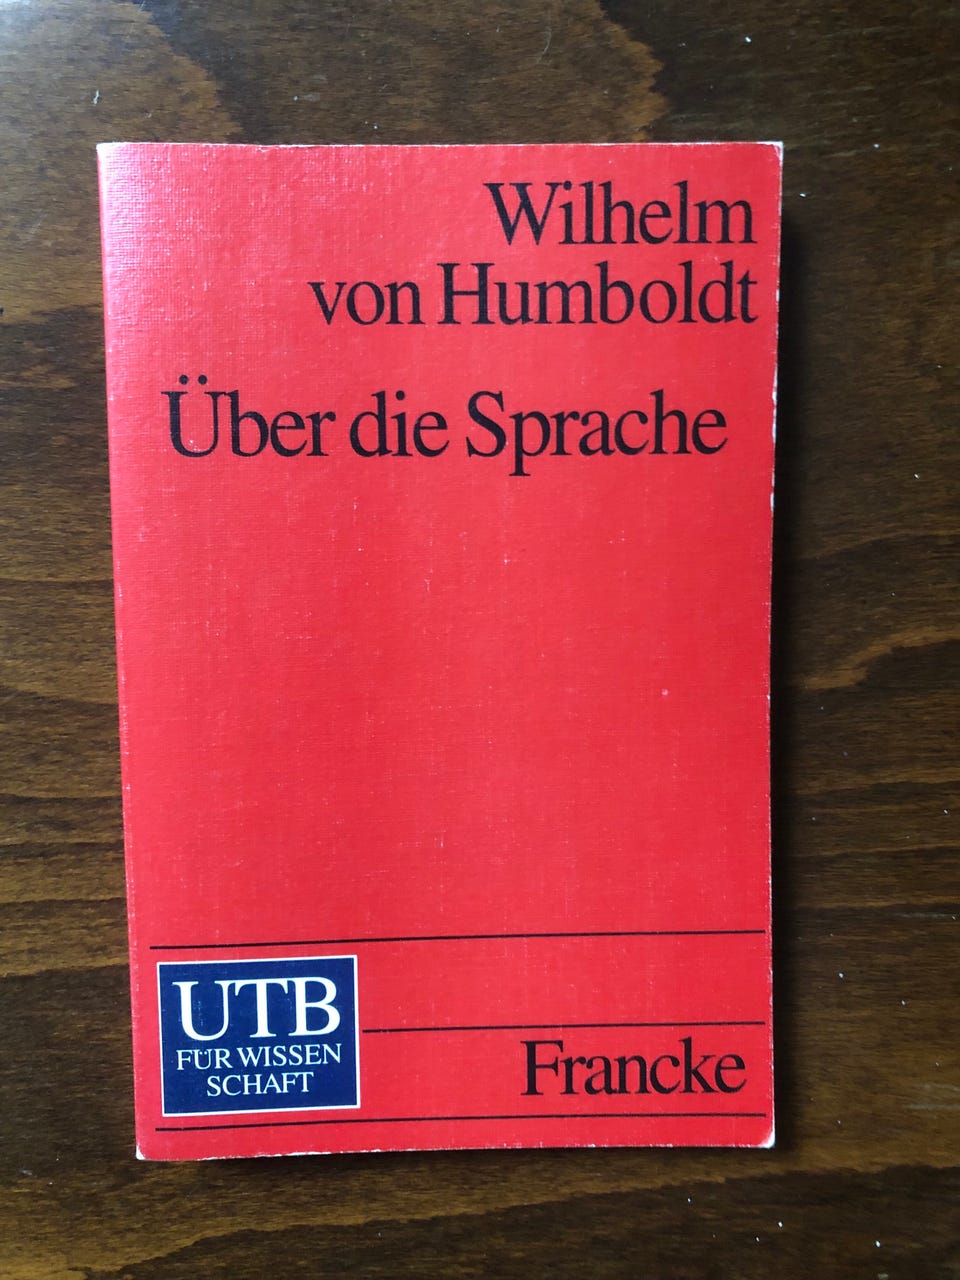 Wilhelm
von Humboldt
Über die Sprache
UTB
FÜR WISSEN
SCHAFT
Francke